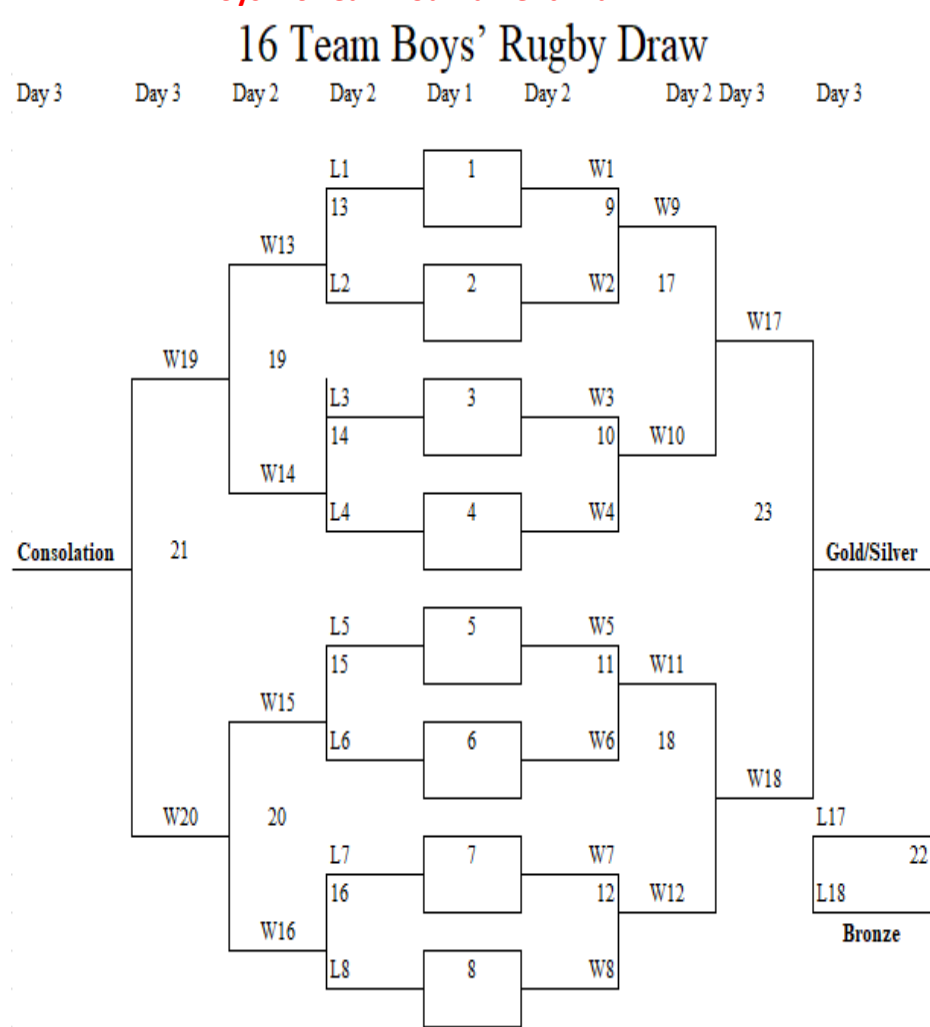 16 Team Boys’ Rugby Draw
Day 3 Day 3 Day 2 Day 2 Day 1 Day 2 Day 2 Day 3 Day 3
L1 1 W1
13 9 W9
W13
L2 2 W2 17
W17
W19 19
L3 3 W3
14 10 W10
W14
L4 4 W4 23
Consolation 21 Gold/Silver
L5 5 W5
15 11 W11
W15
L6 6 W6 18
W18
W20 20 L17
L7 7 W7 22
16 12 W12 L18
W16 Bronze
L8 8 W8